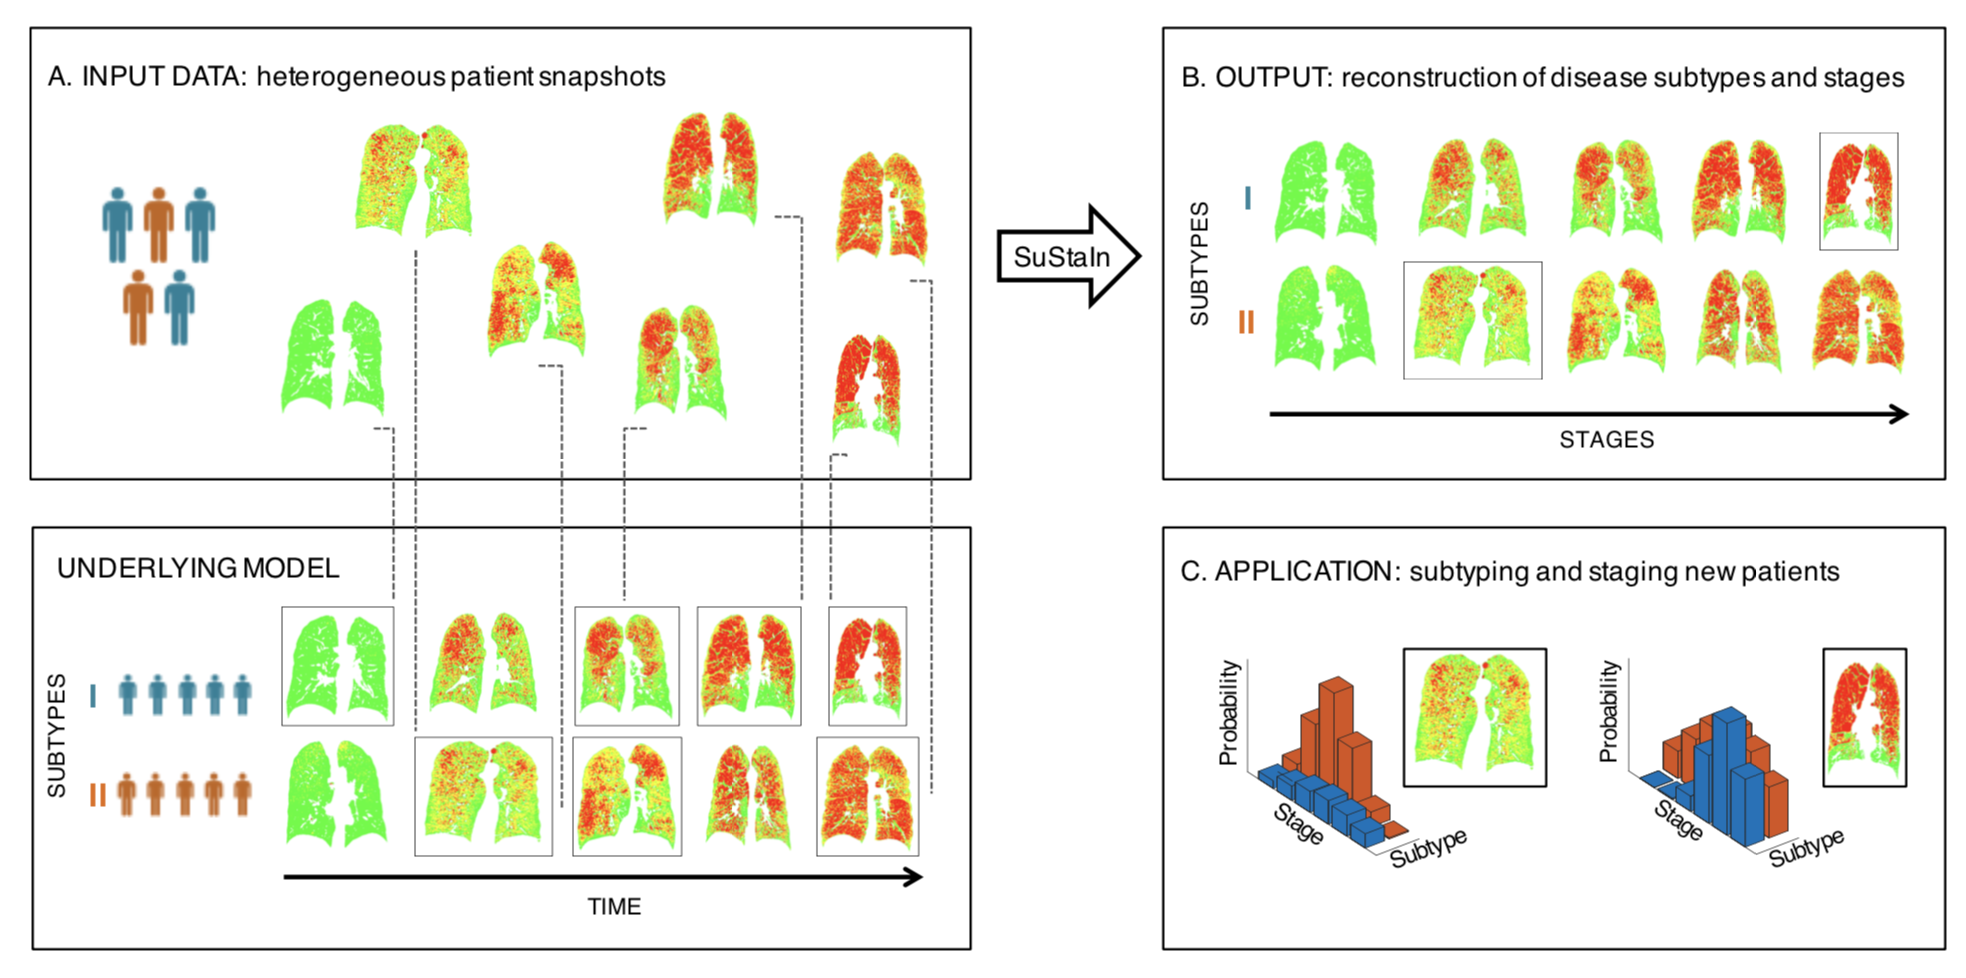 A. INPUT DATA: heterogeneous patient snapshots
SuStaIn
B. OUTPUT: reconstruction of disease subtypes and stages
SUBTYPES
I
II
STAGES
UNDERLYING MODEL
SUBTYPES
I
II
TIME
C. APPLICATION: subtyping and staging new patients
Probability
Stage
Subtype
Probability
Stage
Subtype